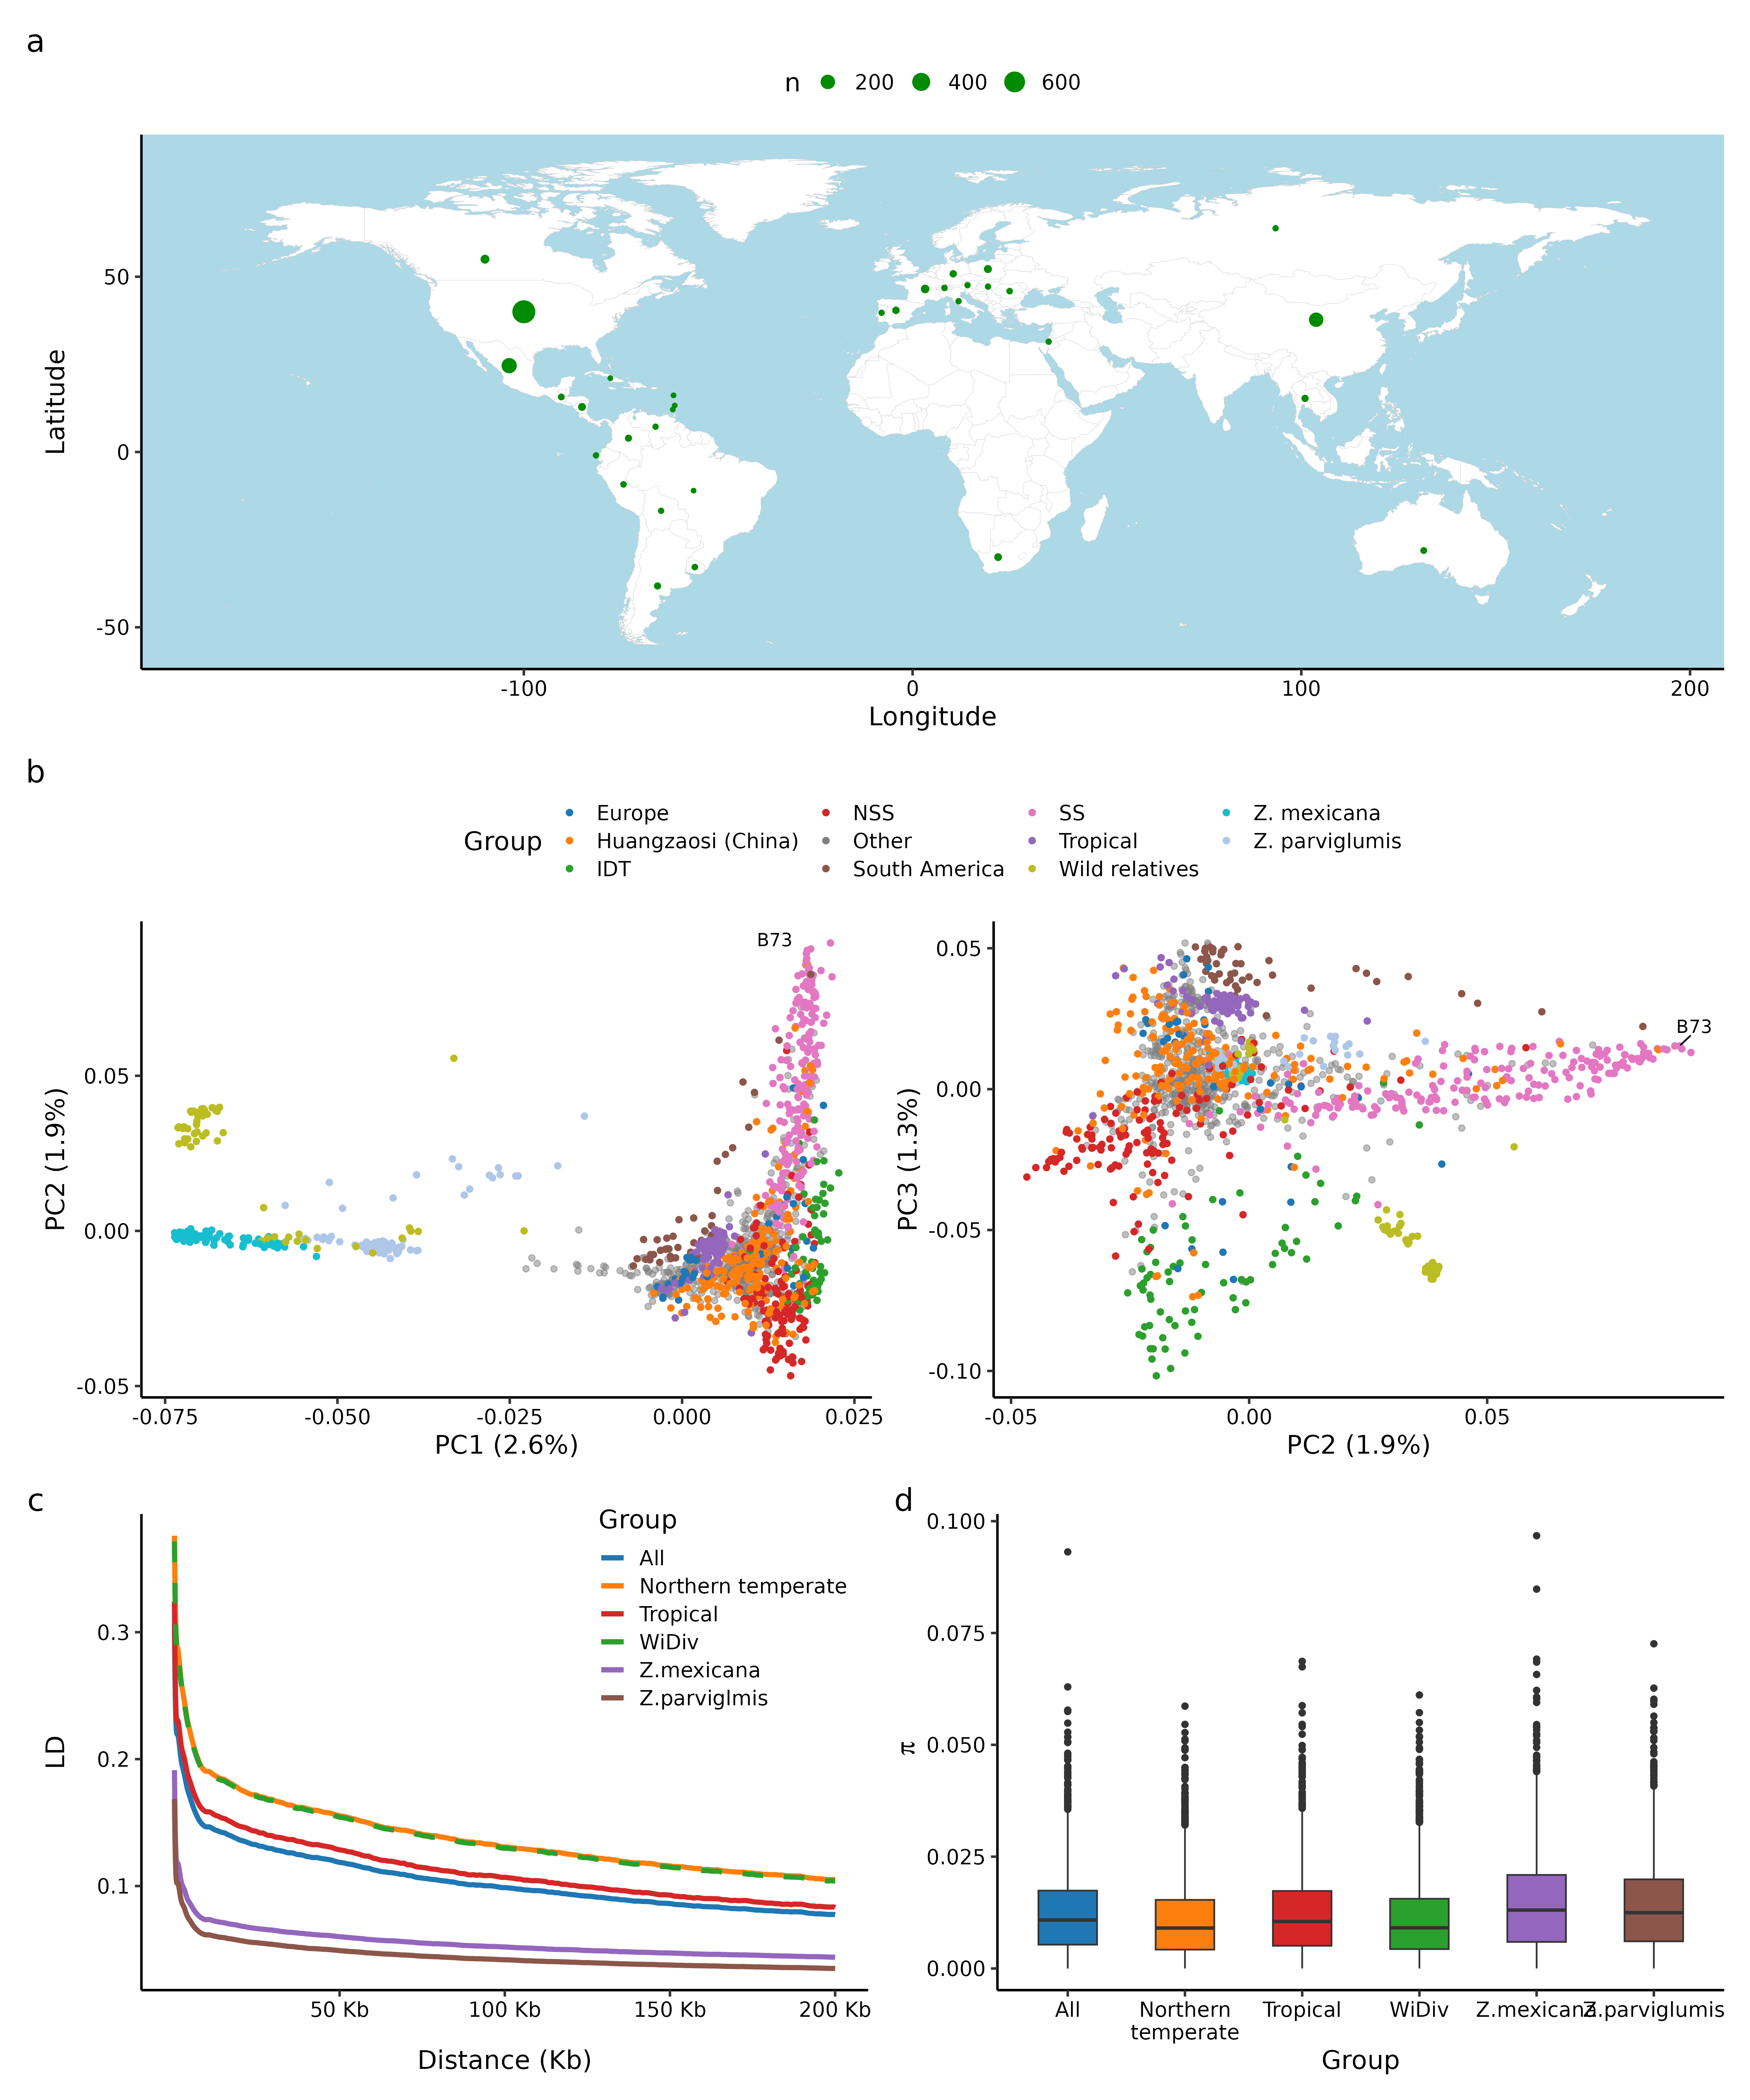 a
n 200 400 600
50
0
-50
Latitude
-100 0 100 200
Longitude
b
Group
Europe NSS SS Z. mexicana
Huangzaosi (China) Other Tropical Z. parviglumis
IDT South America Wild relatives
B73
0.05
0.00
-0.05
PC2 (1.9%)
-0.075 -0.050 -0.025 0.000 0.025
PC1 (2.6%)
B73
0.05
0.00
-0.05
-0.10
PC3 (1.3%)
-0.05 0.00 0.05
PC2 (1.9%)
c
Group
All
Northern temperate
Tropical
WiDiv
Z.mexicana
Z.parviglmis
0.3
0.2
0.1
LD
50 Kb 100 Kb 150 Kb 200 Kb
Distance (Kb)
d
0.100
0.075
0.050
0.025
0.000
π
All Northern temperate Tropical WiDiv Z.mexicana Z.parviglumis
Group